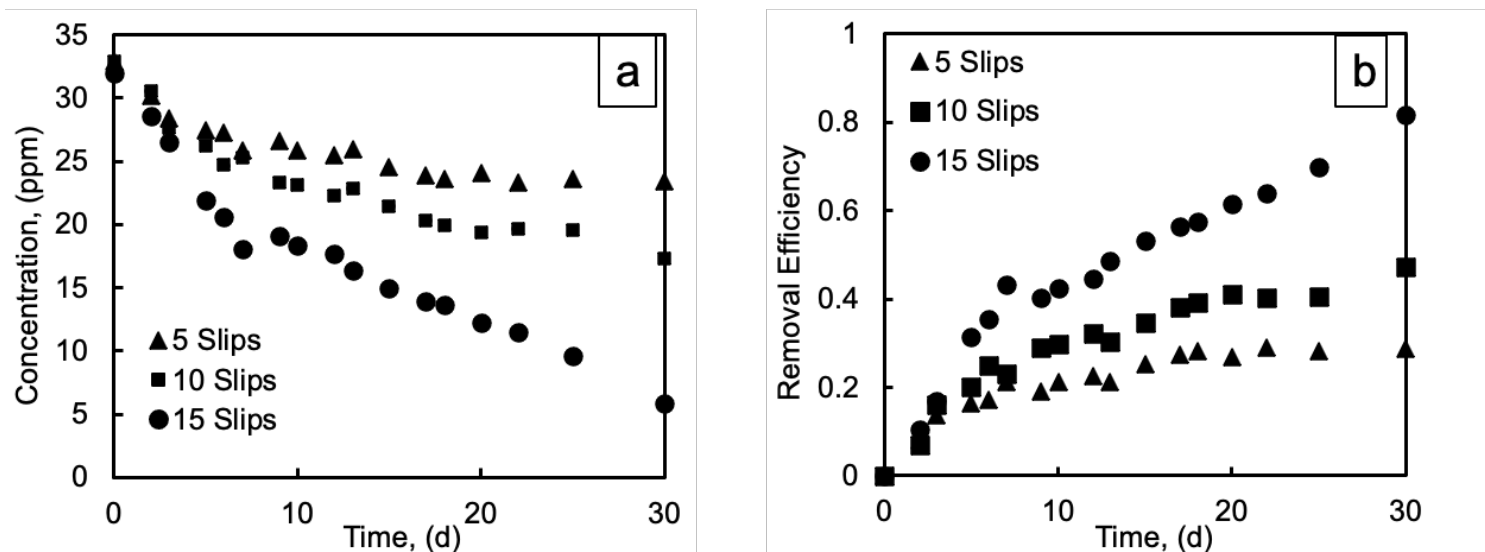 35
30
25
20
15
10
5
0
Concentration, (ppm)
a
5 Slips
10 Slips
15 Slips
0 10 20 30
Time, (d)
1
0.8
0.6
0.4
0.2
0
Removal Efficiency
5 Slips
10 Slips
15 Slips
b
0 10 20 30
Time, (d)